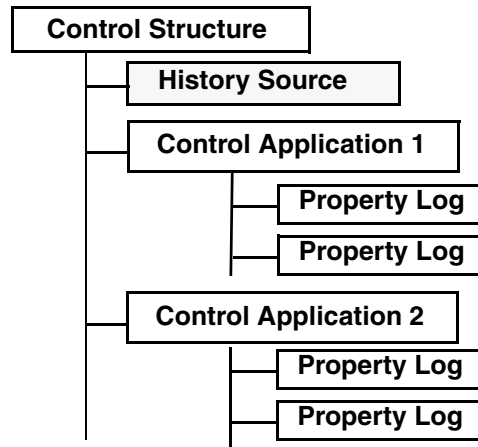 Control Structure
History Source
Control Application 1
Property Log
Property Log
Control Application 2
Property Log
Property Log